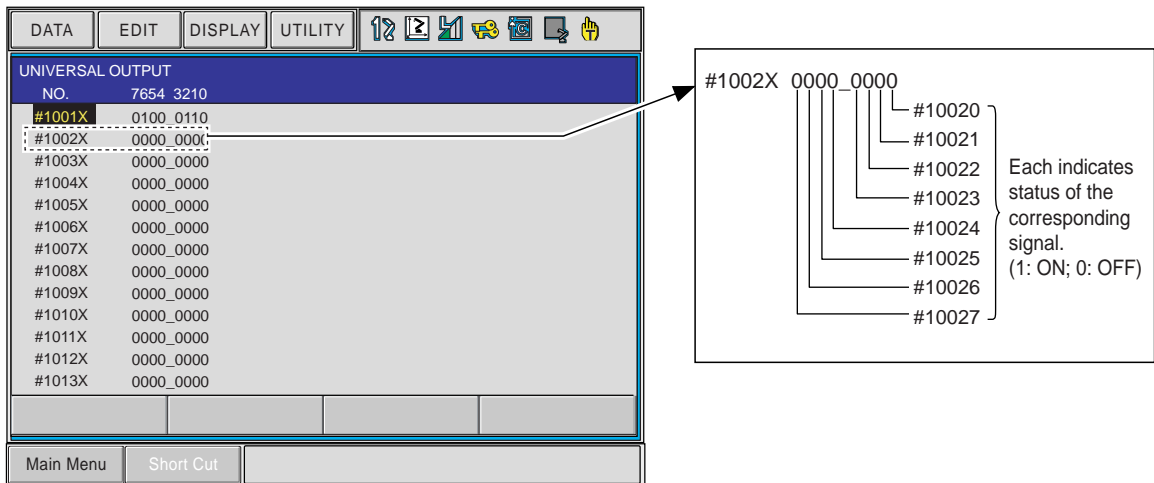 DATA EDIT DISPLAY UTILITY
UNIVERSAL OUTPUT
NO. 7654 3210
#1001X 0100_0110
#1002X 0000_0000
#1003X 0000_0000
#1004X 0000_0000
#1005X 0000_0000
#1006X 0000_0000
#1007X 0000_0000
#1008X 0000_0000
#1009X 0000_0000
#1010X 0000_0000
#1011X 0000_0000
#1012X 0000_0000
#1013X 0000_0000
Main Menu Short Cut
#1002X 0000_0000
#10020
#10021
#10022
#10023
#10024
#10025
#10026
#10027
Each indicates
status of the
corresponding
signal.
(1: ON; 0: OFF)